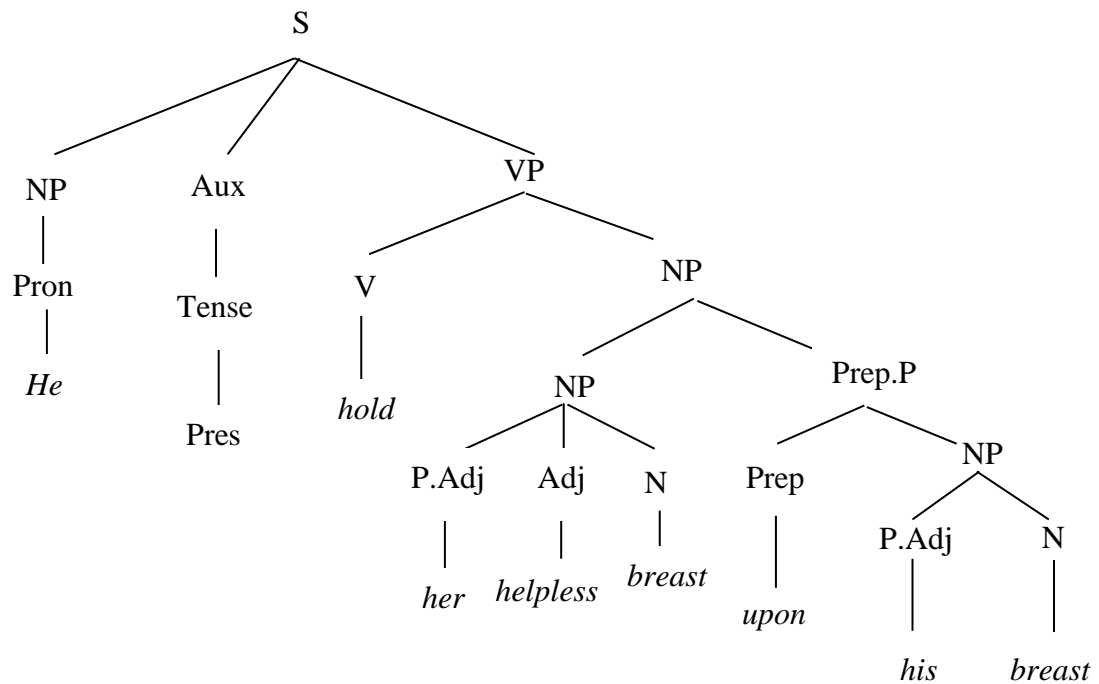 S
NP Aux VP
Pron Tense V NP
He Pres hold NP Prep.P
P.Adj Adj N Prep NP
her helpless breast upon P.Adj N
his breast